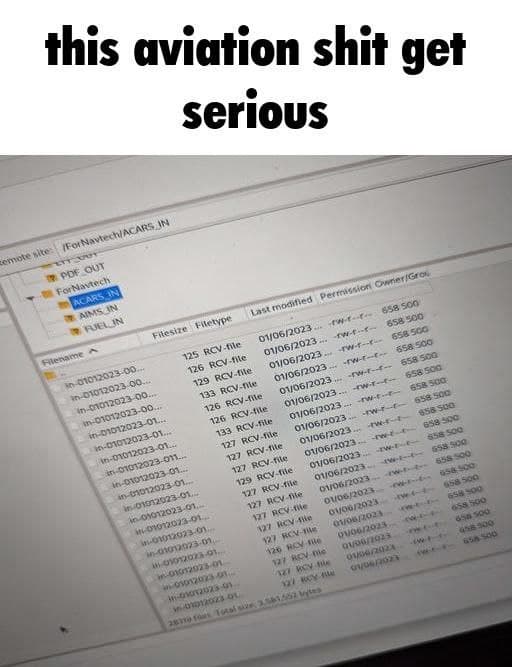 this aviation shit get
serious
emote site: /ForNavtech/ACARS_IN
PDF_OUT
ForNavtech
ACARS_IN
AIMS_IN
FUEL_IN
Filename Filesize Filetype Last modified Permission Owner/Grou
..
in-01012023-00... 125 RCV-file 01/06/2023 ... -rw-r--r-- 658 500
in-01012023-00... 126 RCV-file 01/06/2023 ... -rw-r--r-- 658 500
in-01012023-00... 129 RCV-file 01/06/2023 ... -rw-r--r-- 658 500
in-01012023-00... 133 RCV-file 01/06/2023 ... -rw-r--r-- 658 500
in-01012023-01... 126 RCV-file 01/06/2023 ... -rw-r--r-- 658 500
in-01012023-01... 126 RCV-file 01/06/2023 ... -rw-r--r-- 658 500
in-01012023-01... 133 RCV-file 01/06/2023 ... -rw-r--r-- 658 500
in-01012023-011... 127 RCV-file 01/06/2023 ... -rw-r--r-- 658 500
in-01012023-01... 127 RCV-file 01/06/2023 ... -rw-r--r-- 658 500
in-01012023-01... 127 RCV-file 01/06/2023 ... -rw-r--r-- 658 500
in-01012023-01... 129 RCV-file 01/06/2023 ... -rw-r--r-- 658 500
in-01012023-01... 127 RCV-file 01/06/2023 ... -rw-r--r-- 658 500
in-01012023-01... 127 RCV-file 01/06/2023 ... -rw-r--r-- 658 500
in-01012023-01... 127 RCV-file 01/06/2023 ... -rw-r--r-- 658 500
in-01012023-01... 127 RCV-file 01/06/2023 ... -rw-r--r-- 658 500
in-01012023-01... 126 RCV-file 01/06/2023 ... -rw-r--r-- 658 500
in-01012023-01... 127 RCV-file 01/06/2023 ... -rw-r--r-- 658 500
in-01012023-01... 127 RCV-file 01/06/2023 658 500
28319 files. Total size: 3,581,552 bytes